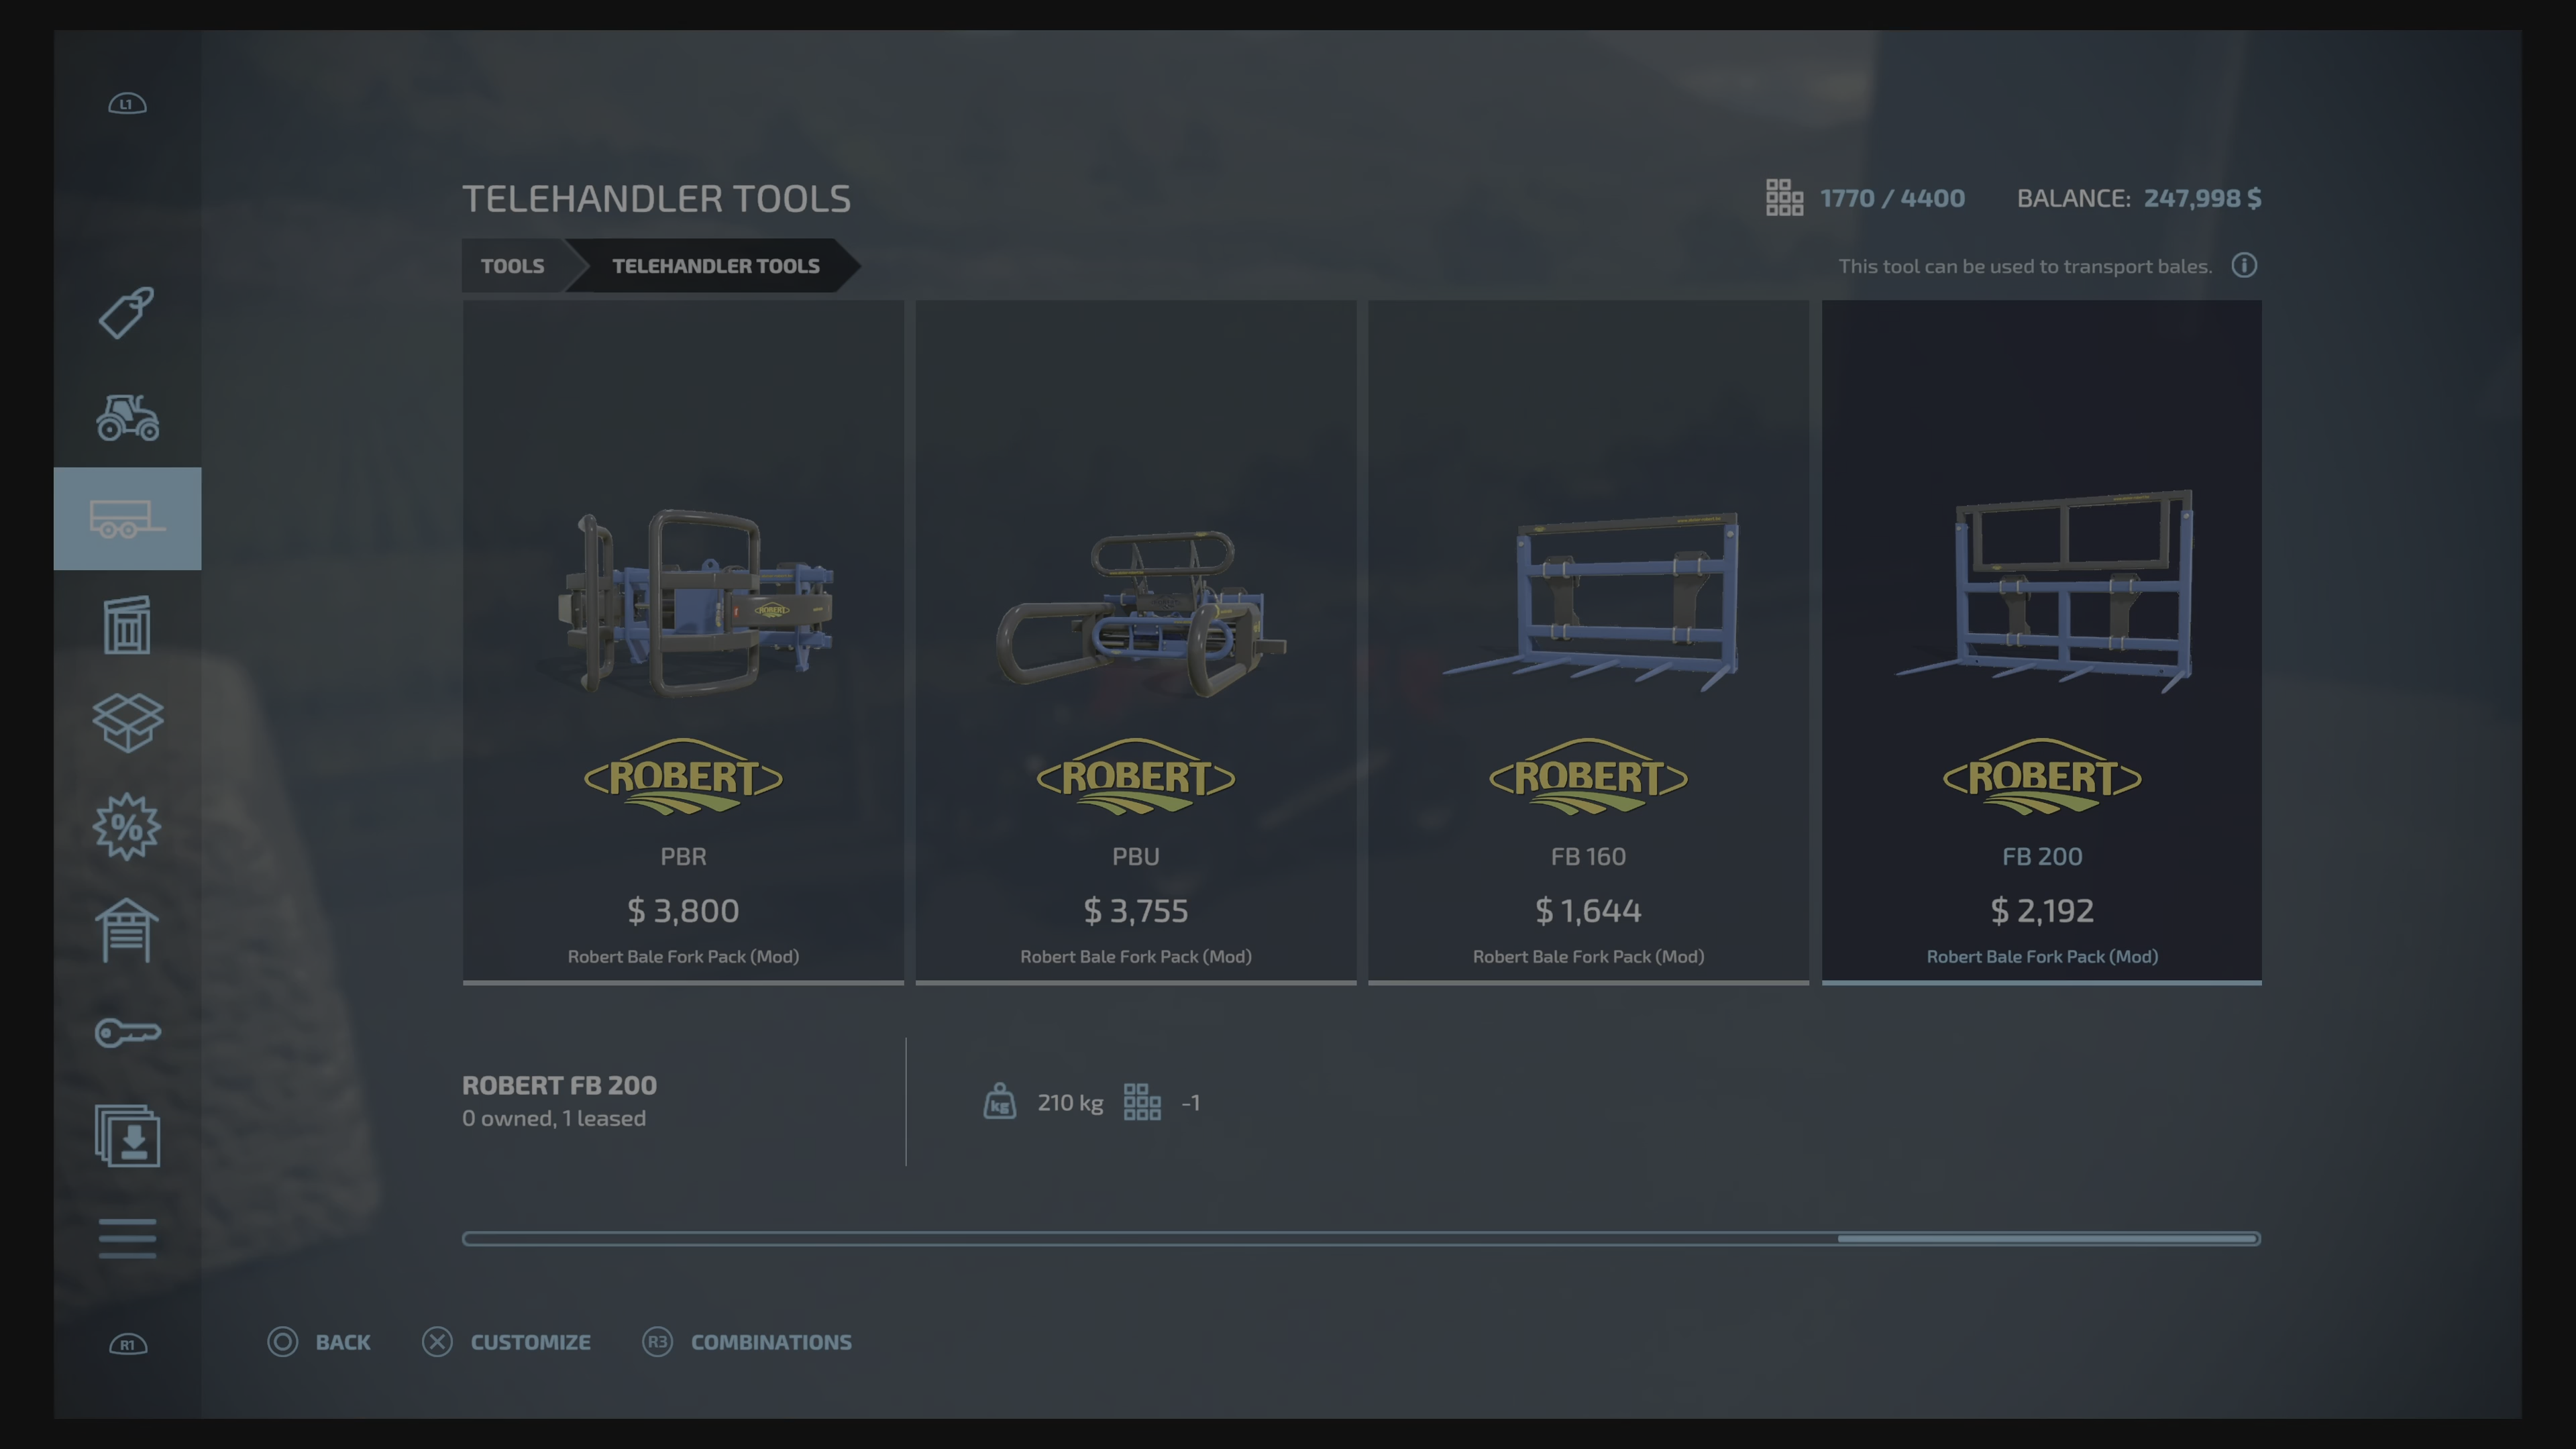 L1
TELEHANDLER TOOLS
1770 / 4400 BALANCE: 247,998 $
TOOLS TELEHANDLER TOOLS
This tool can be used to transport bales.
ROBERT ROBERT ROBERT ROBERT
PBR PBU FB 160 FB 200
$ 3,800 $ 3,755 $ 1,644 $ 2,192
Robert Bale Fork Pack (Mod) Robert Bale Fork Pack (Mod) Robert Bale Fork Pack (Mod) Robert Bale Fork Pack (Mod)
ROBERT FB 200
0 owned, 1 leased
kg 210 kg -1
R1
BACK CUSTOMIZE R3 COMBINATIONS